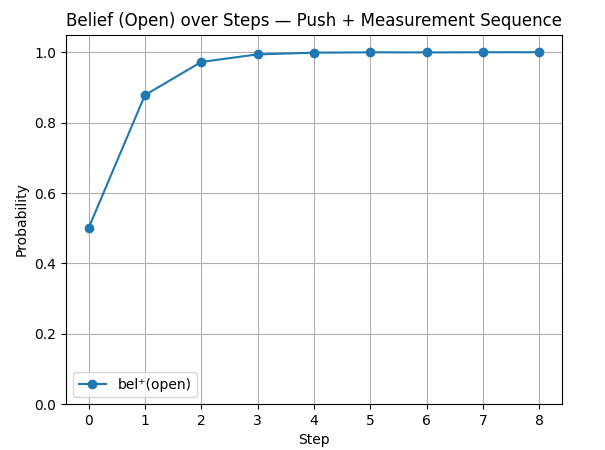 Belief (Open) over Steps — Push + Measurement Sequence
1.0
0.8
0.6
0.4
0.2
0.0
Probability
bel⁺(open)
0 1 2 3 4 5 6 7 8
Step